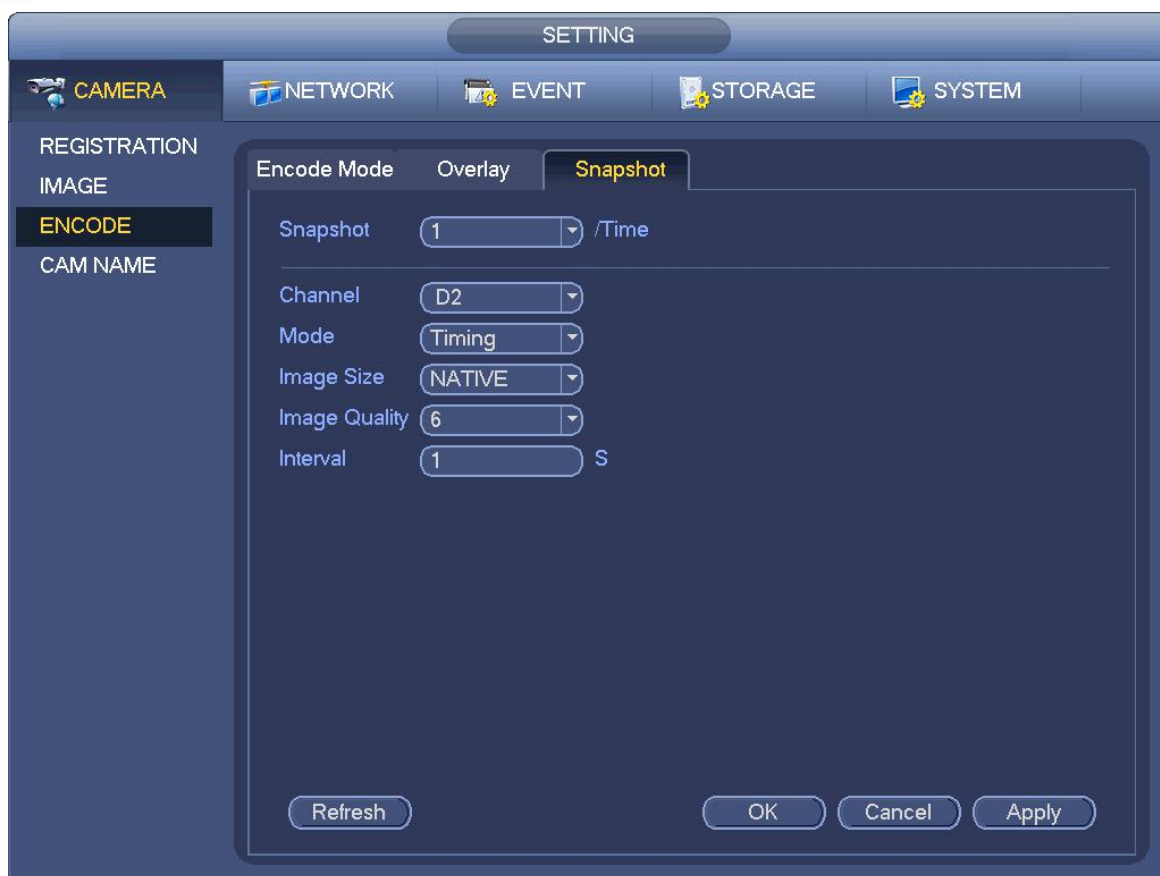 SETTING
CAMERA NETWORK EVENT STORAGE SYSTEM
REGISTRATION
IMAGE
ENCODE
CAM NAME
Encode Mode Overlay Snapshot
Snapshot 1 /Time
Channel D2
Mode Timing
Image Size NATIVE
Image Quality 6
Interval 1 S
Refresh OK Cancel Apply